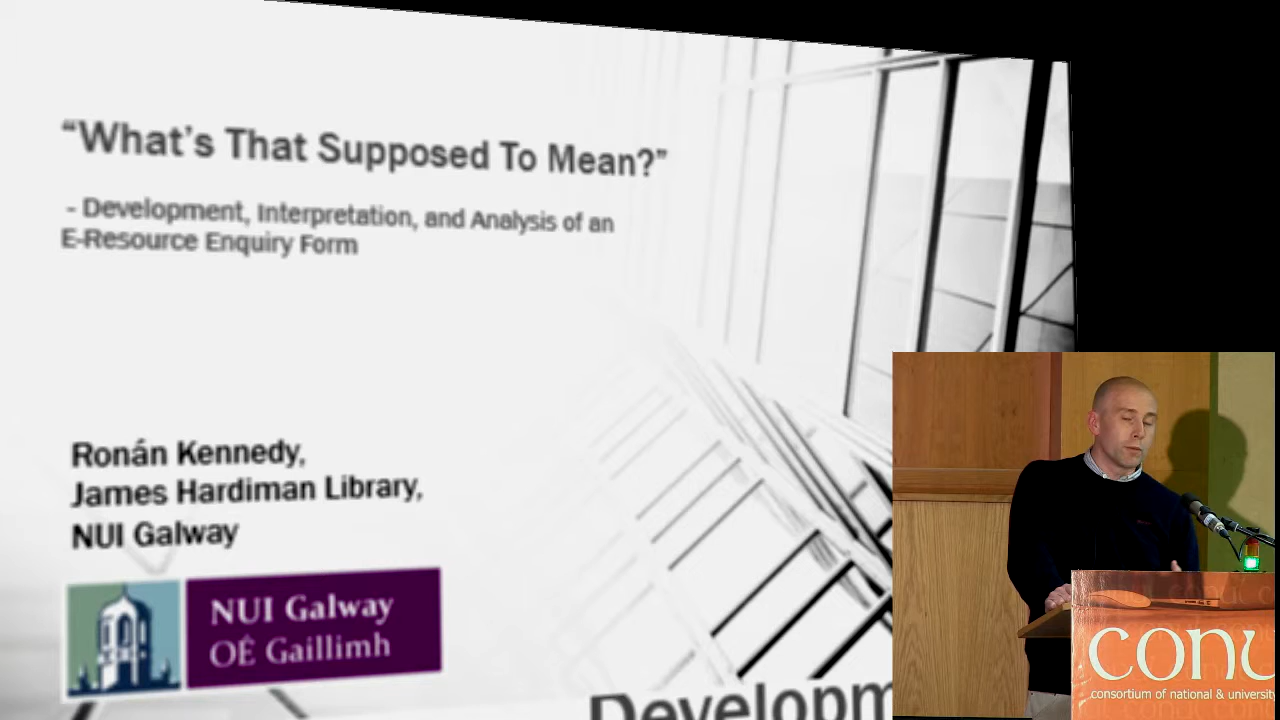 “What’s That Supposed To Mean?”
- Development, Interpretation, and Analysis of an
E-Resource Enquiry Form
Ronán Kennedy,
James Hardiman Library,
NUI Galway
NUI Galway
OÉ Gaillimh
Developm
conu
consortium of national & university